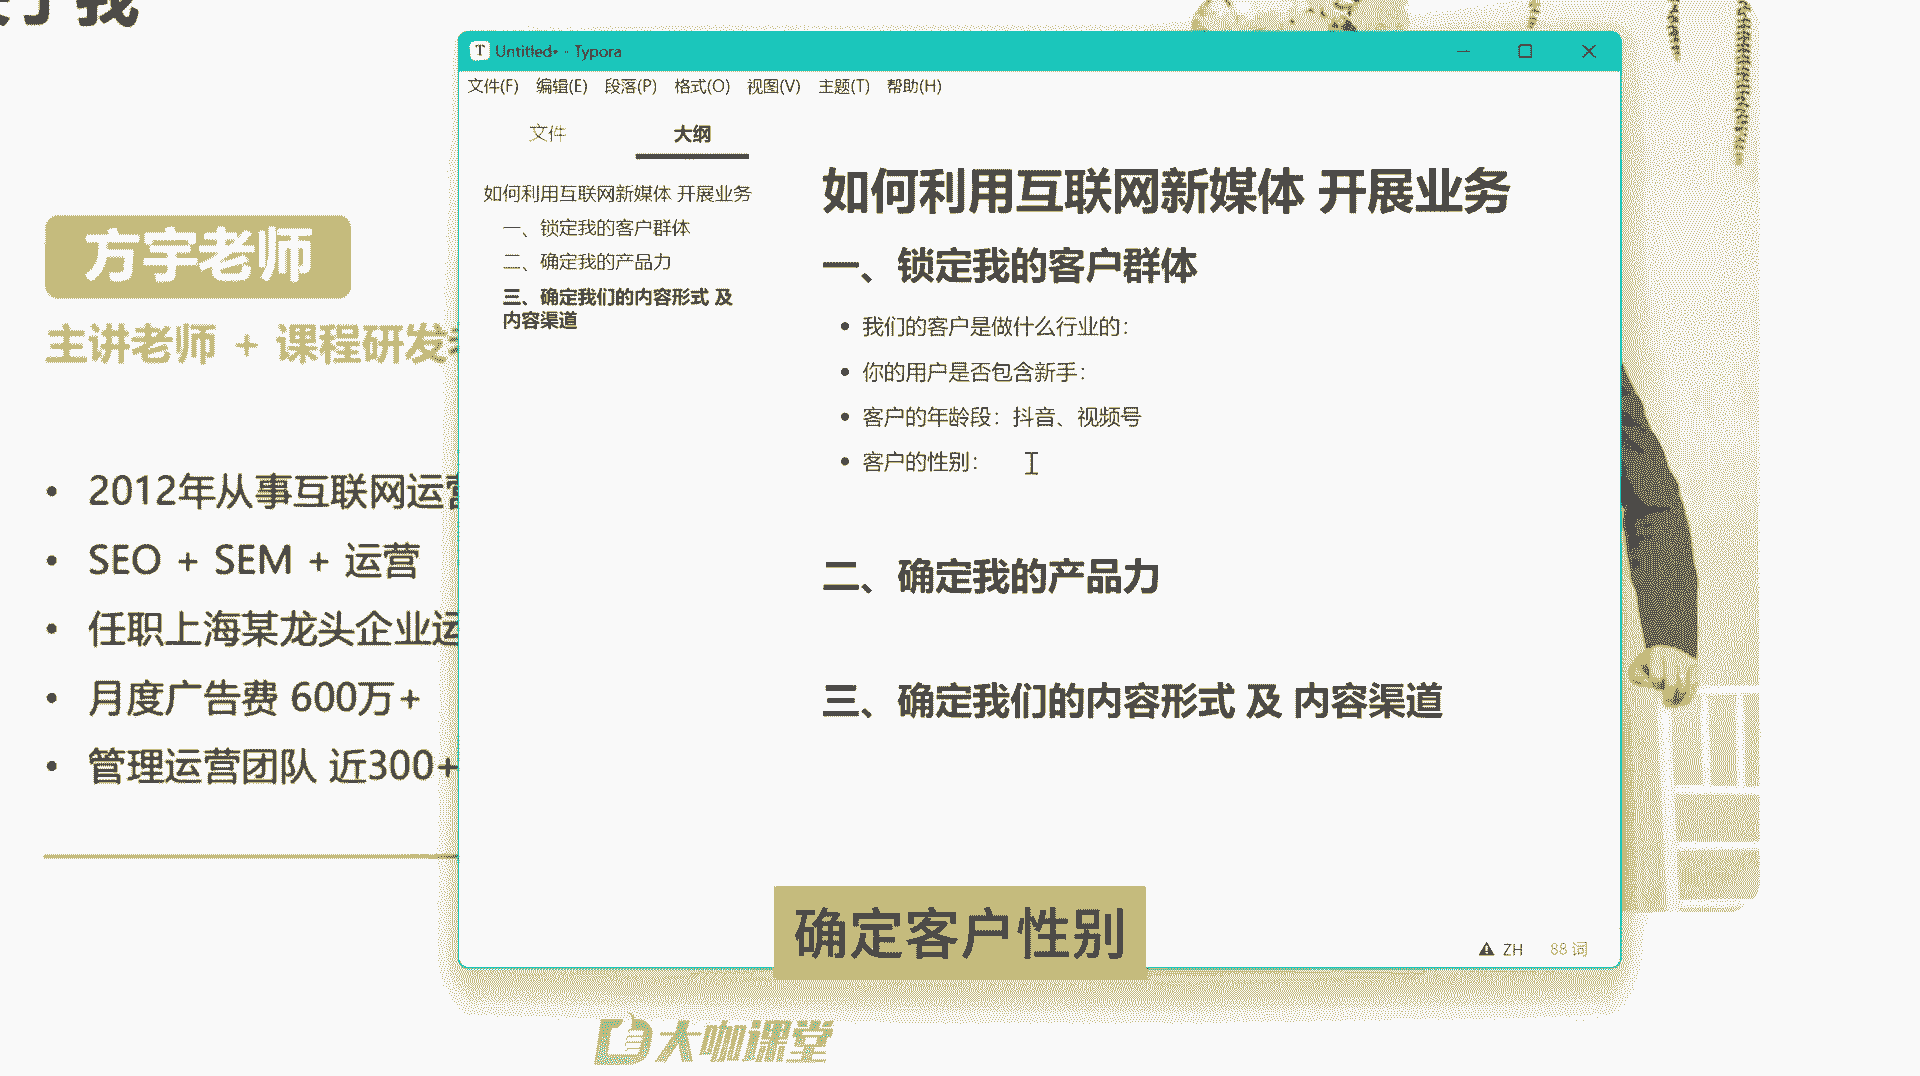 我
方宇老师
主讲老师 + 课程研发
2012年从事互联网运营
SEO + SEM + 运营
任职上海某龙头企业运
月度广告费 600万+
管理运营团队 近300+
Untitled• - Typora
文件(F) 编辑(E) 段落(P) 格式(O) 视图(V) 主题(T) 帮助(H)
文件 大纲
如何利用互联网新媒体 开展业务
一、锁定我的客户群体
二、确定我的产品力
三、确定我们的内容形式 及
内容渠道
如何利用互联网新媒体 开展业务
一、锁定我的客户群体
我们的客户是做什么行业的：
你的用户是否包含新手：
客户的年龄段：抖音、视频号
客户的性别：
二、确定我的产品力
三、确定我们的内容形式 及 内容渠道
确定客户性别
ZH 88 词
大咖课堂